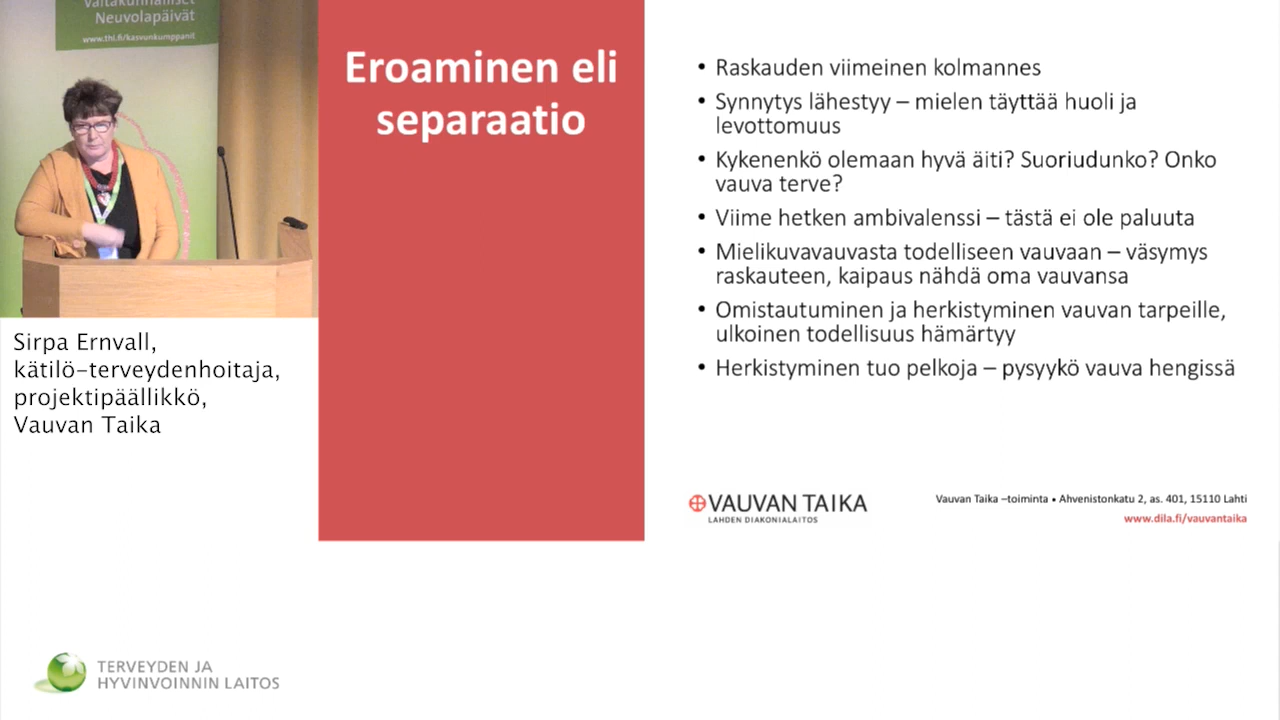 Valtakunnalliset
Neuvolapäivät
www.thl.fi/kasvunkumppanit
Eroaminen eli
separaatio
• Raskauden viimeinen kolmannes
• Synnytys lähestyy – mielen täyttää huoli ja
levottomuus
• Kykenenkö olemaan hyvä äiti? Suoriudunko? Onko
vauva terve?
• Viime hetken ambivalenssi – tästä ei ole paluuta
• Mielikuvavauvasta todelliseen vauvaan – väsymys
raskauteen, kaipaus nähdä oma vauvansa
• Omistautuminen ja herkistyminen vauvan tarpeille,
ulkoinen todellisuus hämärtyy
• Herkistyminen tuo pelkoja – pysyykö vauva hengissä
Sirpa Ernvall,
kätilö-terveydenhoitaja,
projektipäällikkö,
Vauvan Taika
VAUVAN TAIKA
LAHDEN DIAKONIALAITOS
Vauvan Taika –toiminta • Ahvenistonkatu 2, as. 401, 15110 Lahti
www.dila.fi/vauvantaika
TERVEYDEN JA
HYVINVOINNIN LAITOS